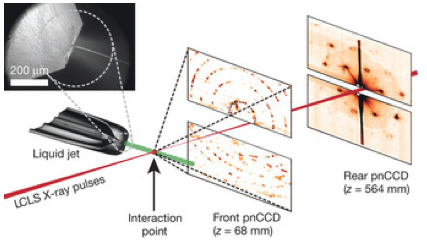 200 μm
Liquid jet
LCLS X-ray pulses
Interaction
point
Front pnCCD
(z = 68 mm)
Rear pnCCD
(z = 564 mm)